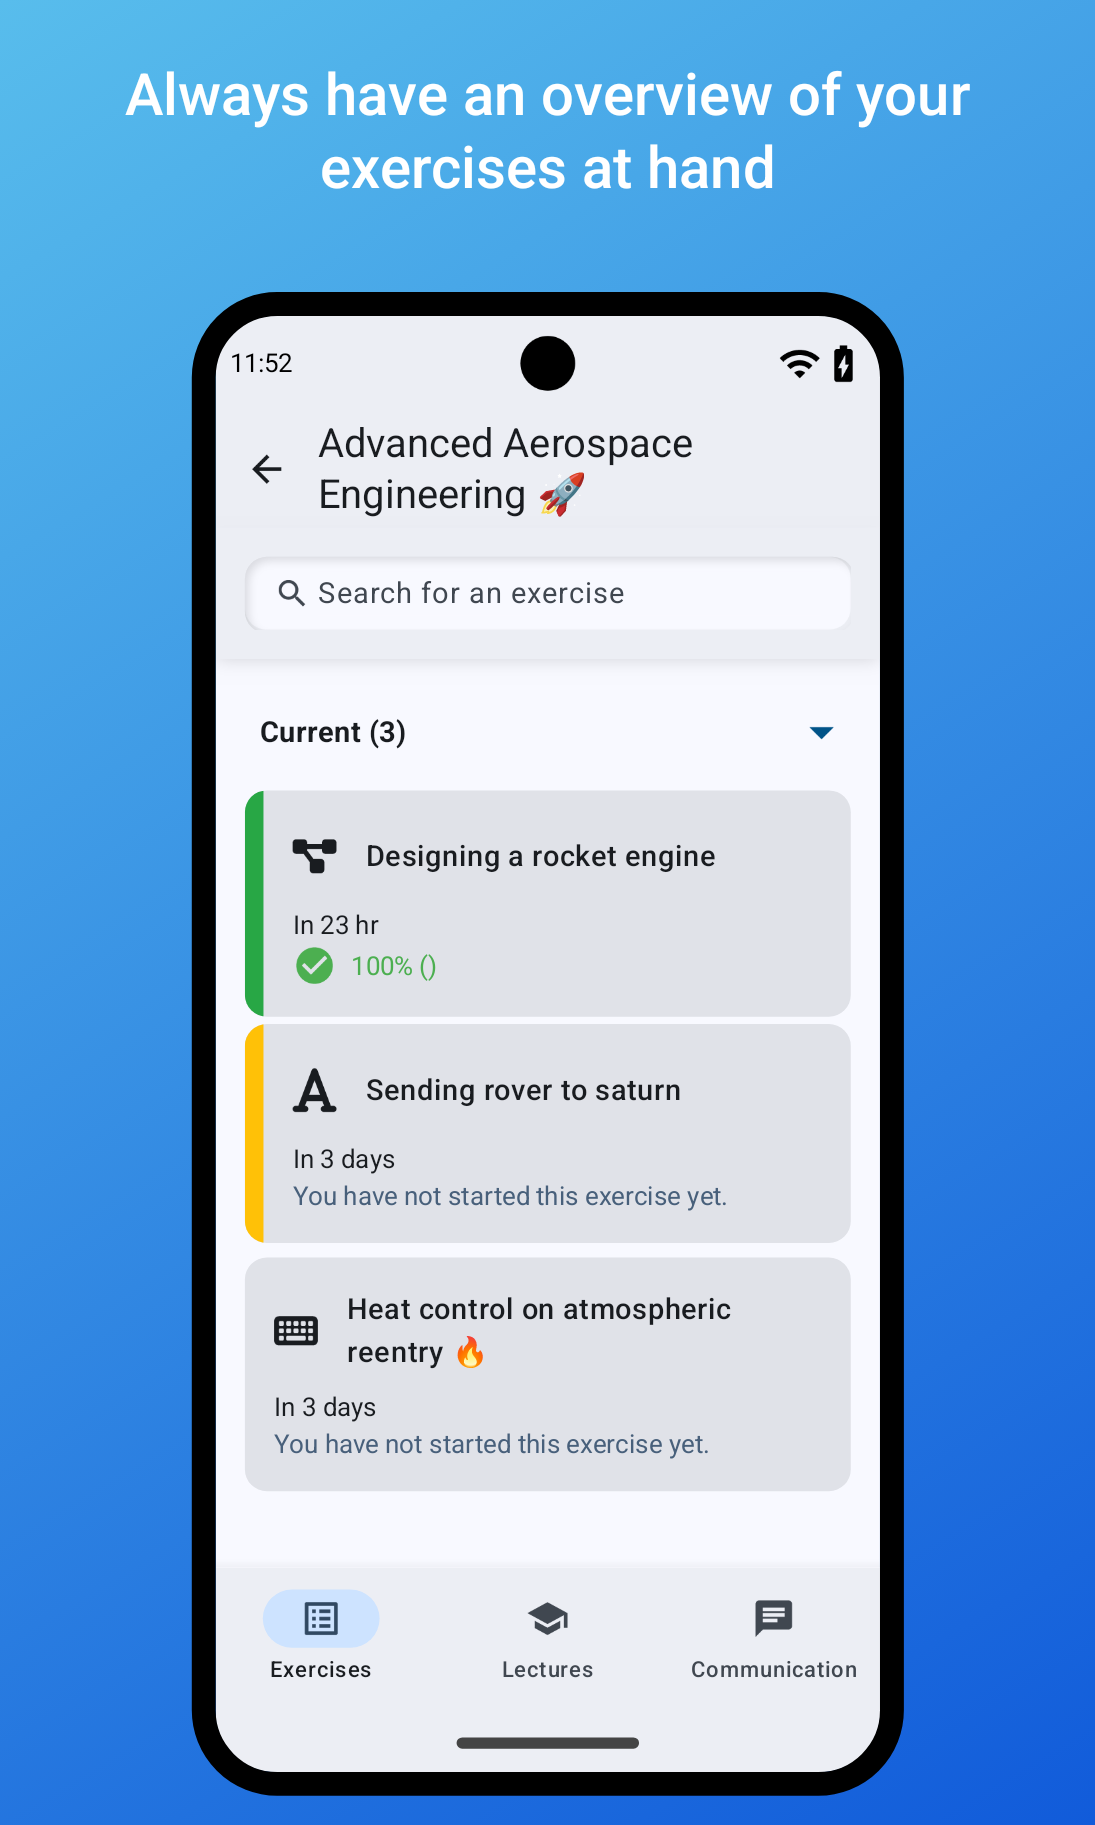 Always have an overview of your
exercises at hand
11:52
Advanced Aerospace
Engineering 🚀
Search for an exercise
Current (3)
Designing a rocket engine
In 23 hr
100% ()
Sending rover to saturn
In 3 days
You have not started this exercise yet.
Heat control on atmospheric
reentry 🔥
In 3 days
You have not started this exercise yet.
Exercises
Lectures
Communication